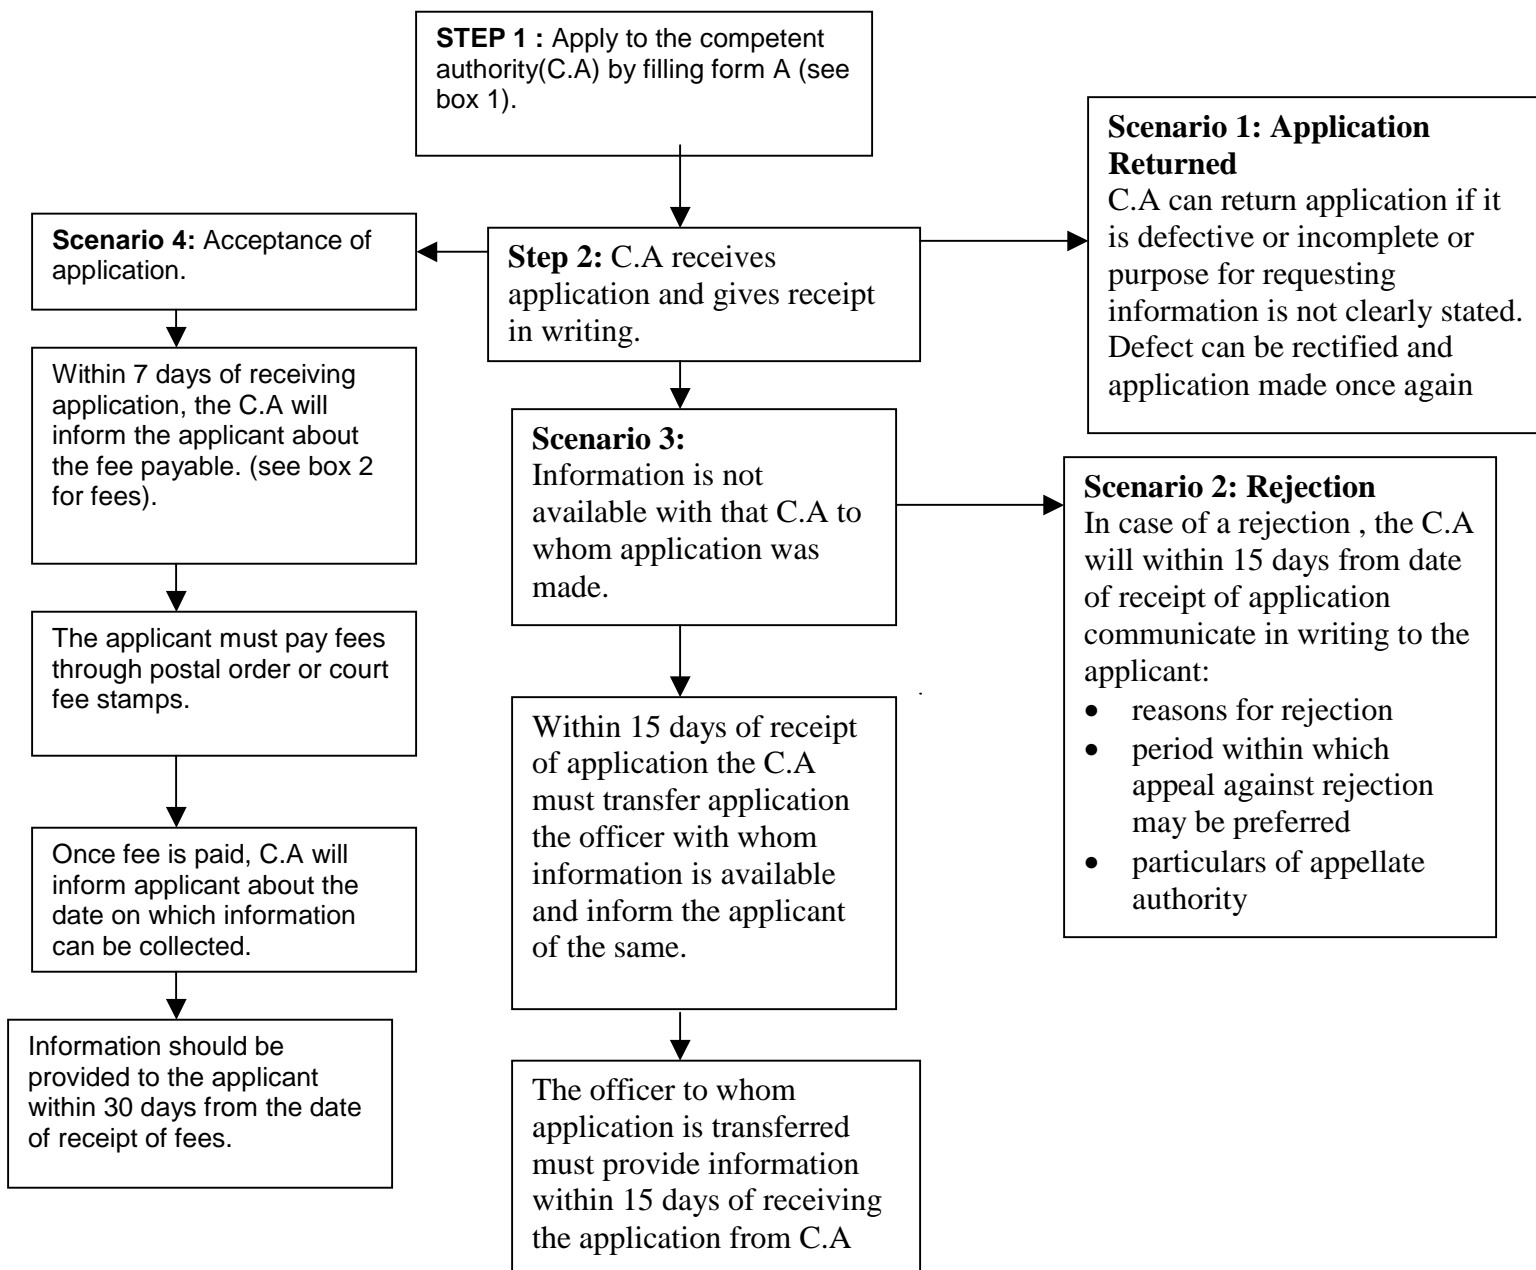 STEP 1 : Apply to the competent
authority(C.A) by filling form A (see
box 1).
Scenario 1: Application
Returned
C.A can return application if it
is defective or incomplete or
purpose for requesting
information is not clearly stated.
Defect can be rectified and
application made once again
Scenario 4: Acceptance of
application.
Step 2: C.A receives
application and gives receipt
in writing.
Within 7 days of receiving
application, the C.A will
inform the applicant about
the fee payable. (see box 2
for fees).
Scenario 3:
Information is not
available with that C.A to
whom application was
made.
Scenario 2: Rejection
In case of a rejection , the C.A
will within 15 days from date
of receipt of application
communicate in writing to the
applicant:
• reasons for rejection
• period within which
appeal against rejection
may be preferred
• particulars of appellate
authority
The applicant must pay fees
through postal order or court
fee stamps.
Within 15 days of receipt
of application the C.A
must transfer application
the officer with whom
information is available
and inform the applicant
of the same.
Once fee is paid, C.A will
inform applicant about the
date on which information
can be collected.
Information should be
provided to the applicant
within 30 days from the date
of receipt of fees.
The officer to whom
application is transferred
must provide information
within 15 days of receiving
the application from C.A